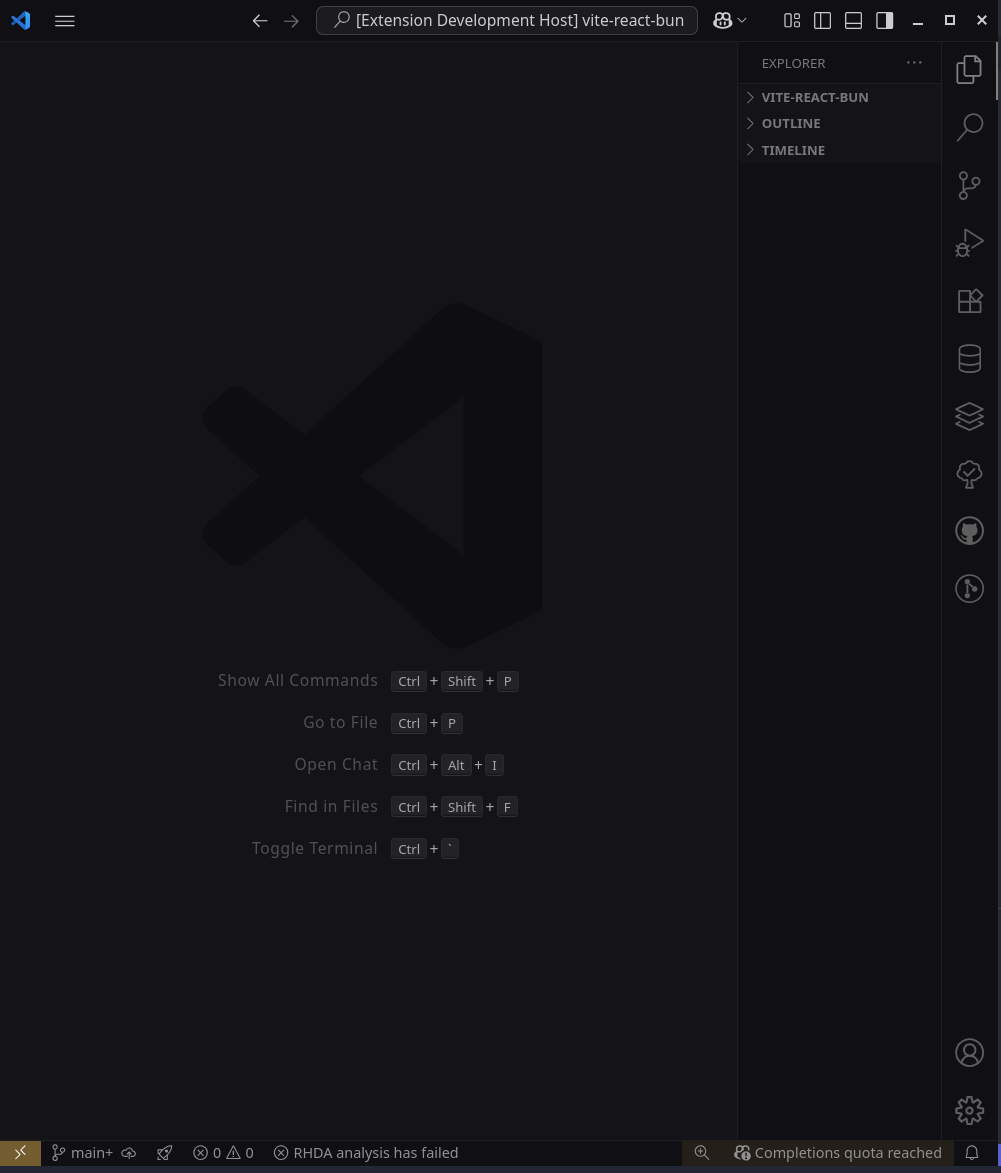 [Extension Development Host] vite-react-bun
EXPLORER
VITE-REACT-BUN
OUTLINE
TIMELINE
Show All Commands Ctrl + Shift + P
Go to File Ctrl + P
Open Chat Ctrl + Alt + I
Find in Files Ctrl + Shift + F
Toggle Terminal Ctrl + `
main+ 0 0 RHDA analysis has failed Completions quota reached